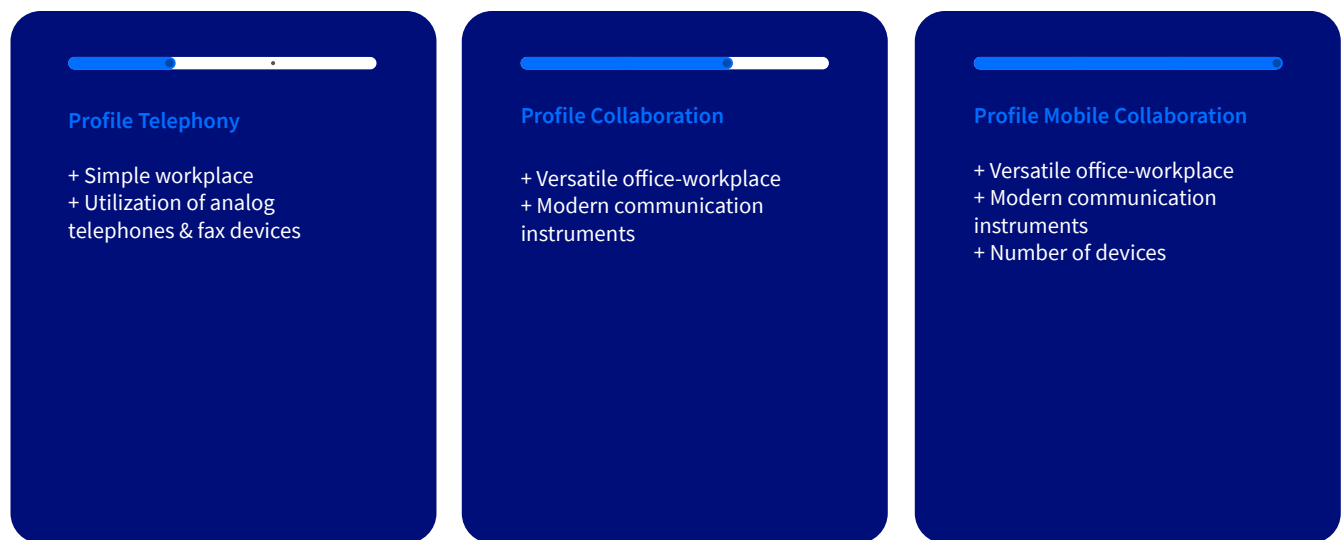 Profile Telephony
+ Simple workplace
+ Utilization of analog
telephones & fax devices
Profile Collaboration
+ Versatile office-workplace
+ Modern communication
instruments
Profile Mobile Collaboration
+ Versatile office-workplace
+ Modern communication
instruments
+ Number of devices